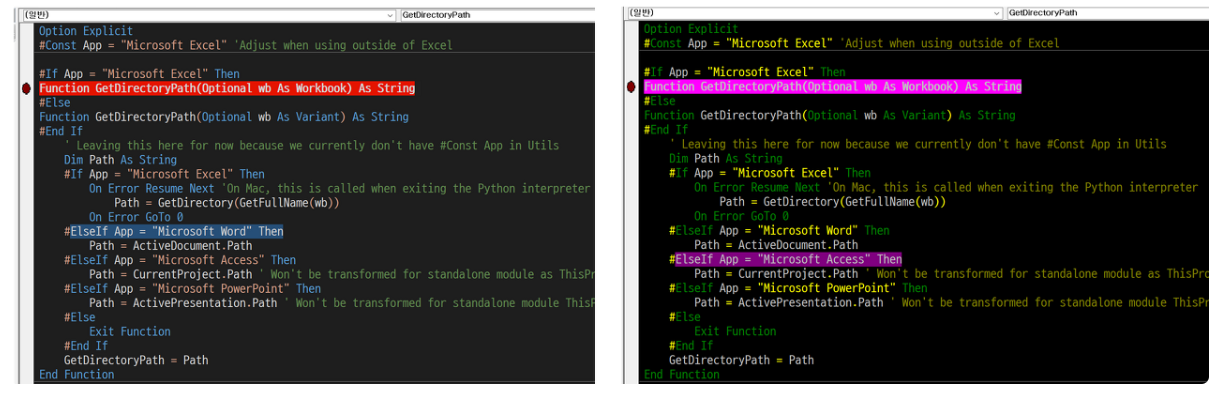 (일반)
GetDirectoryPath
Option Explicit
#Const App = "Microsoft Excel" 'Adjust when using outside of Excel
#If App = "Microsoft Excel" Then
Function GetDirectoryPath(Optional wb As Workbook) As String
#Else
Function GetDirectoryPath(Optional wb As Variant) As String
#End If
' Leaving this here for now because we currently don't have #Const App in Utils
Dim Path As String
#If App = "Microsoft Excel" Then
On Error Resume Next 'On Mac, this is called when exiting the Python interpreter
Path = GetDirectory(GetFullName(wb))
On Error GoTo 0
#ElseIf App = "Microsoft Word" Then
Path = ActiveDocument.Path
#ElseIf App = "Microsoft Access" Then
Path = CurrentProject.Path ' Won't be transformed for standalone module as ThisPr
#ElseIf App = "Microsoft PowerPoint" Then
Path = ActivePresentation.Path ' Won't be transformed for standalone module ThisP
#Else
Exit Function
#End If
GetDirectoryPath = Path
End Function
(일반)
GetDirectoryPath
Option Explicit
#Const App = "Microsoft Excel" 'Adjust when using outside of Excel
#If App = "Microsoft Excel" Then
Function GetDirectoryPath(Optional wb As Workbook) As String
#Else
Function GetDirectoryPath(Optional wb As Variant) As String
#End If
' Leaving this here for now because we currently don't have #Const App in Utils
Dim Path As String
#If App = "Microsoft Excel" Then
On Error Resume Next 'On Mac, this is called when exiting the Python interpreter
Path = GetDirectory(GetFullName(wb))
On Error GoTo 0
#ElseIf App = "Microsoft Word" Then
Path = ActiveDocument.Path
#ElseIf App = "Microsoft Access" Then
Path = CurrentProject.Path ' Won't be transformed for standalone module as ThisPro
#ElseIf App = "Microsoft PowerPoint" Then
Path = ActivePresentation.Path ' Won't be transformed for standalone module ThisPr
#Else
Exit Function
#End If
GetDirectoryPath = Path
End Function